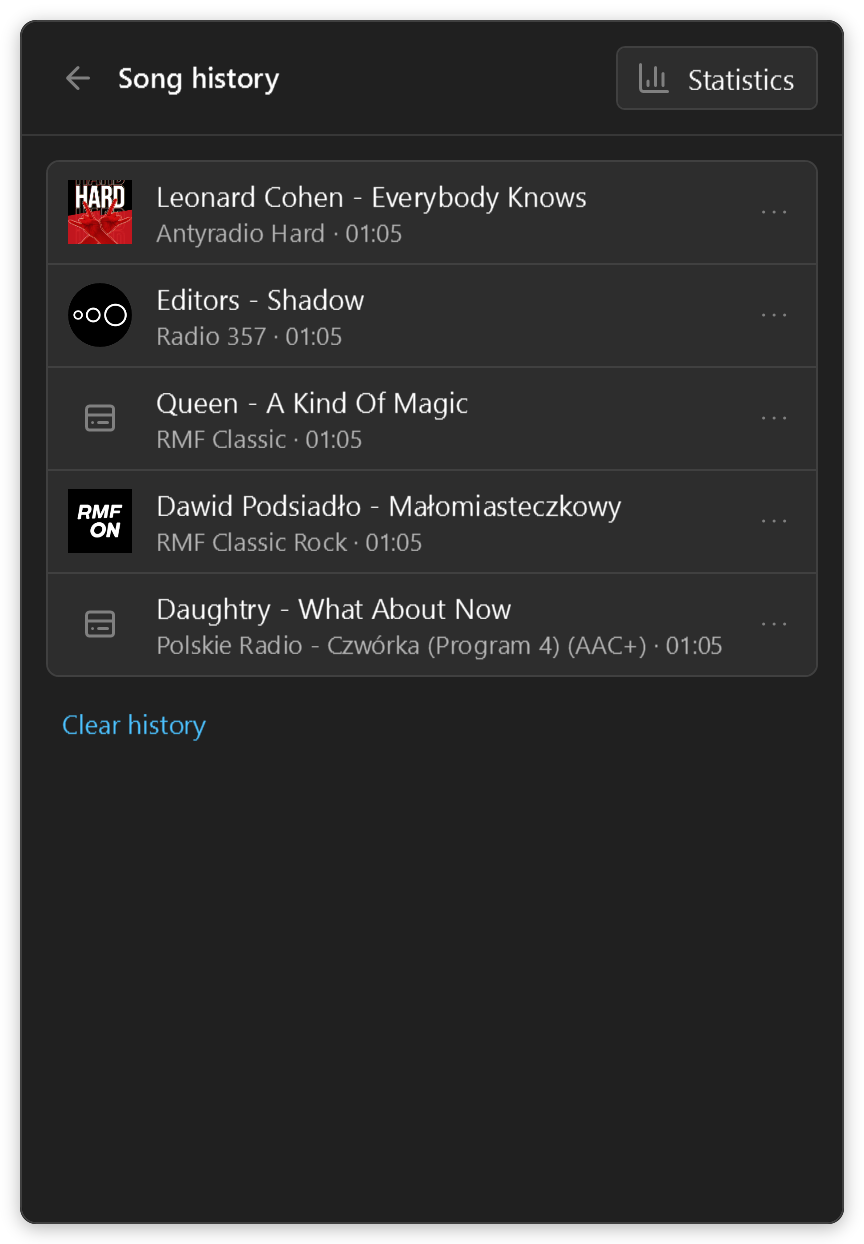 Song history
Statistics
HARD
Leonard Cohen - Everybody Knows
Antyradio Hard · 01:05
Editors - Shadow
Radio 357 · 01:05
Queen - A Kind Of Magic
RMF Classic · 01:05
RMF
ON
Dawid Podsiadło - Małomiasteczkowy
RMF Classic Rock · 01:05
Daughtry - What About Now
Polskie Radio - Czwórka (Program 4) (AAC+) · 01:05
Clear history